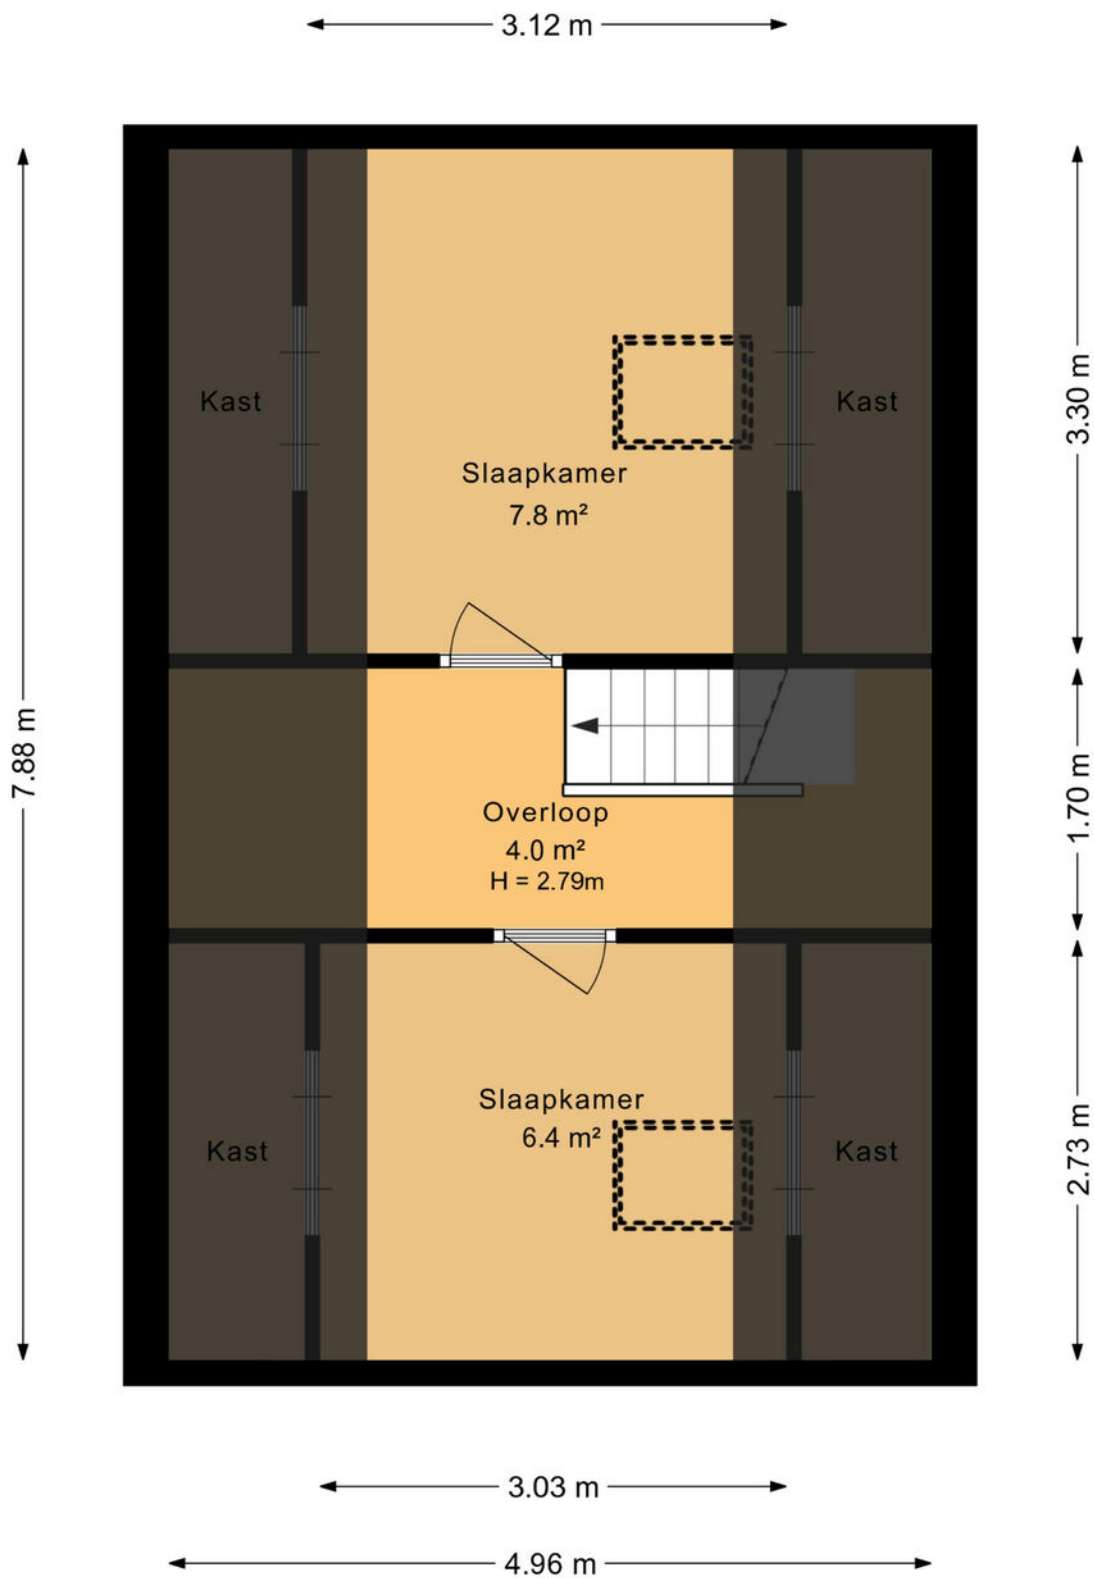 3.12 m
3.30 m
Kast
Kast
Slaapkamer
7.8 m²
7.88 m
1.70 m
Overloop
4.0 m²
H = 2.79m
Slaapkamer
6.4 m²
Kast
Kast
2.73 m
3.03 m
4.96 m